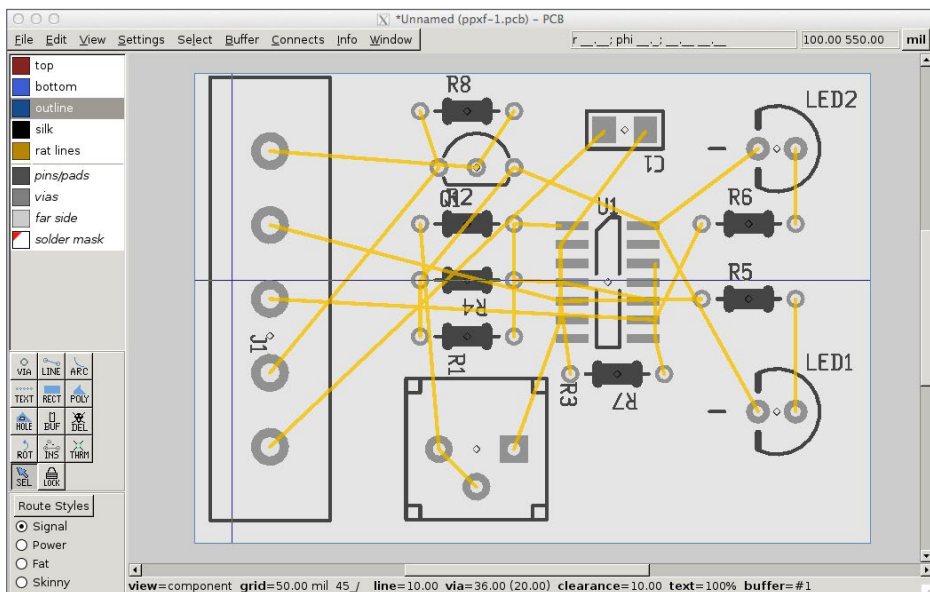 *Unnamed (ppxf-1.pcb) – PCB
File Edit View Settings Select Buffer Connects Info Window
r __.__; phi __._; __.__ __.__
100.00 550.00
mil
top
bottom
outline
silk
rat lines
pins/pads
vias
far side
solder mask
VIA LINE ARC
TEXT RECT POLY
HOLE BUF DEL
ROT INS THRM
SEL LOCK
Route Styles
Signal
Power
Fat
Skinny
R8
LED2
C1
Q1
R2
U1
R6
R5
R4
J1
R1
R3
R7
LED1
view=component grid=50.00 mil 45_/ line=10.00 via=36.00 (20.00) clearance=10.00 text=100% buffer=#1